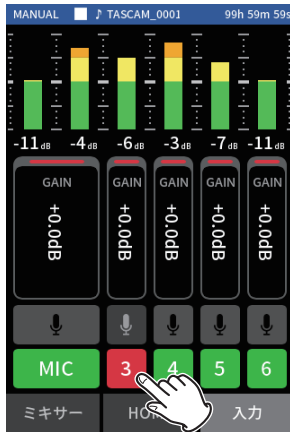 MANUAL ♪ TASCAM_0001 99h 59m 59s
-11dB -4dB -6dB -3dB -7dB -11dB
GAIN GAIN GAIN GAIN GAIN
+0.0dB +0.0dB +0.0dB +0.0dB +0.0dB
MIC 3 4 5 6
ミキサー HO 入力